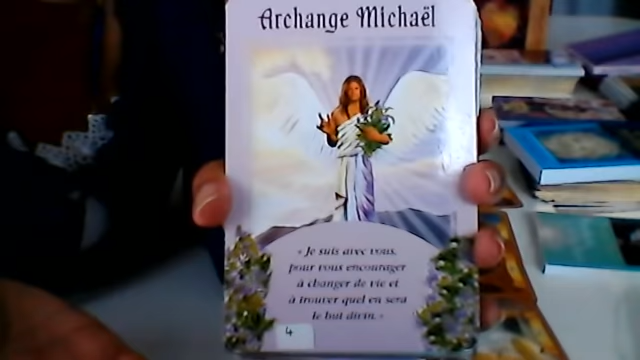 Archange Michaël
« Je suis avec vous,
pour vous encourager
à changer de vie et
à trouver quel en sera
le but divin. »
4